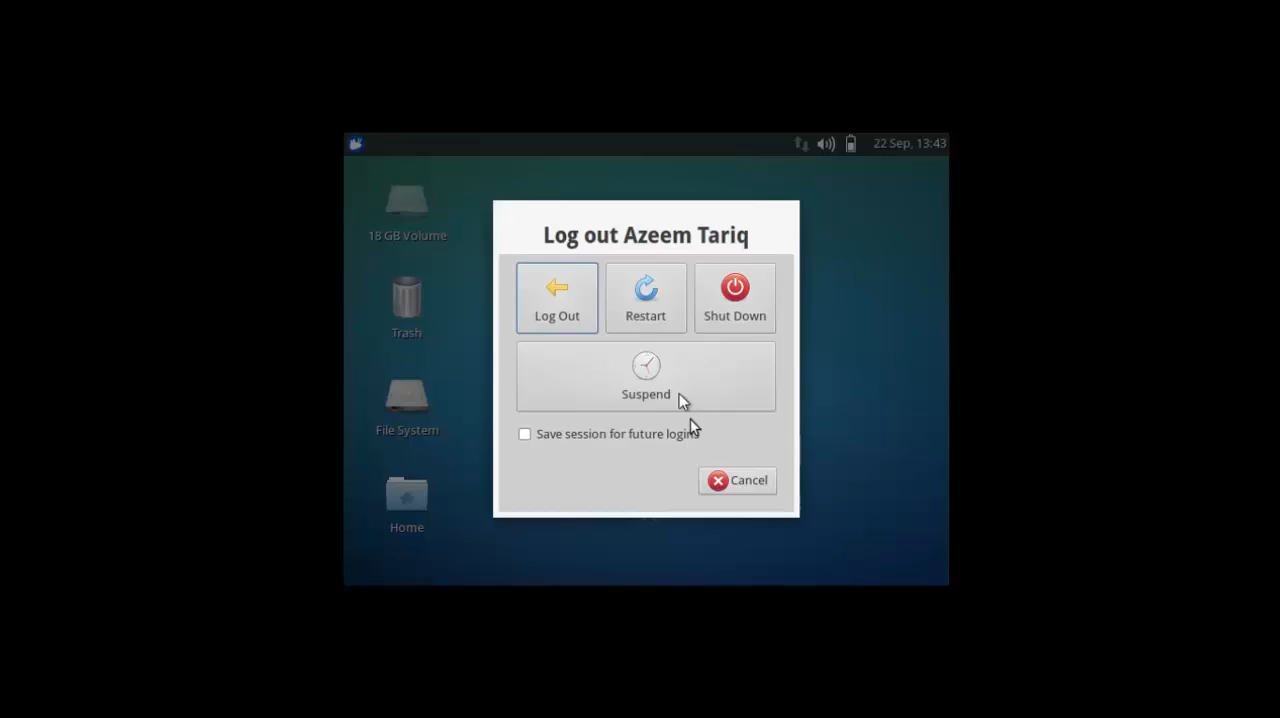 22 Sep, 13:43
18 GB Volume
Trash
File System
Home
Log out Azeem Tariq
Log Out
Restart
Shut Down
Suspend
Save session for future logins
Cancel